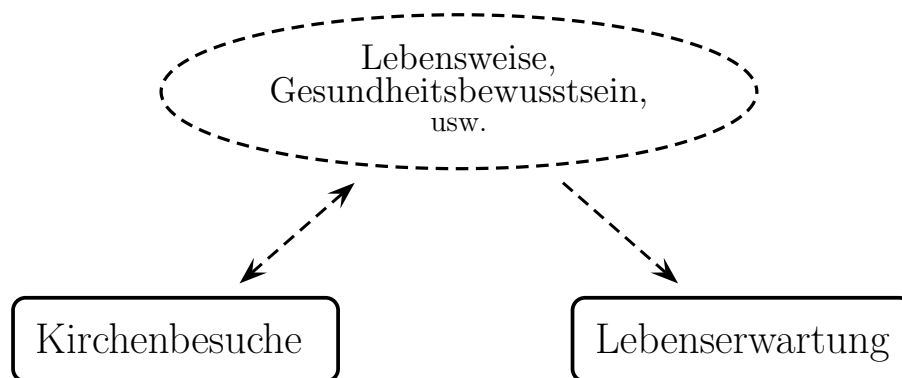 Lebensweise,
Gesundheitsbewusstsein,
usw.
Kirchenbesuche
Lebenserwartung